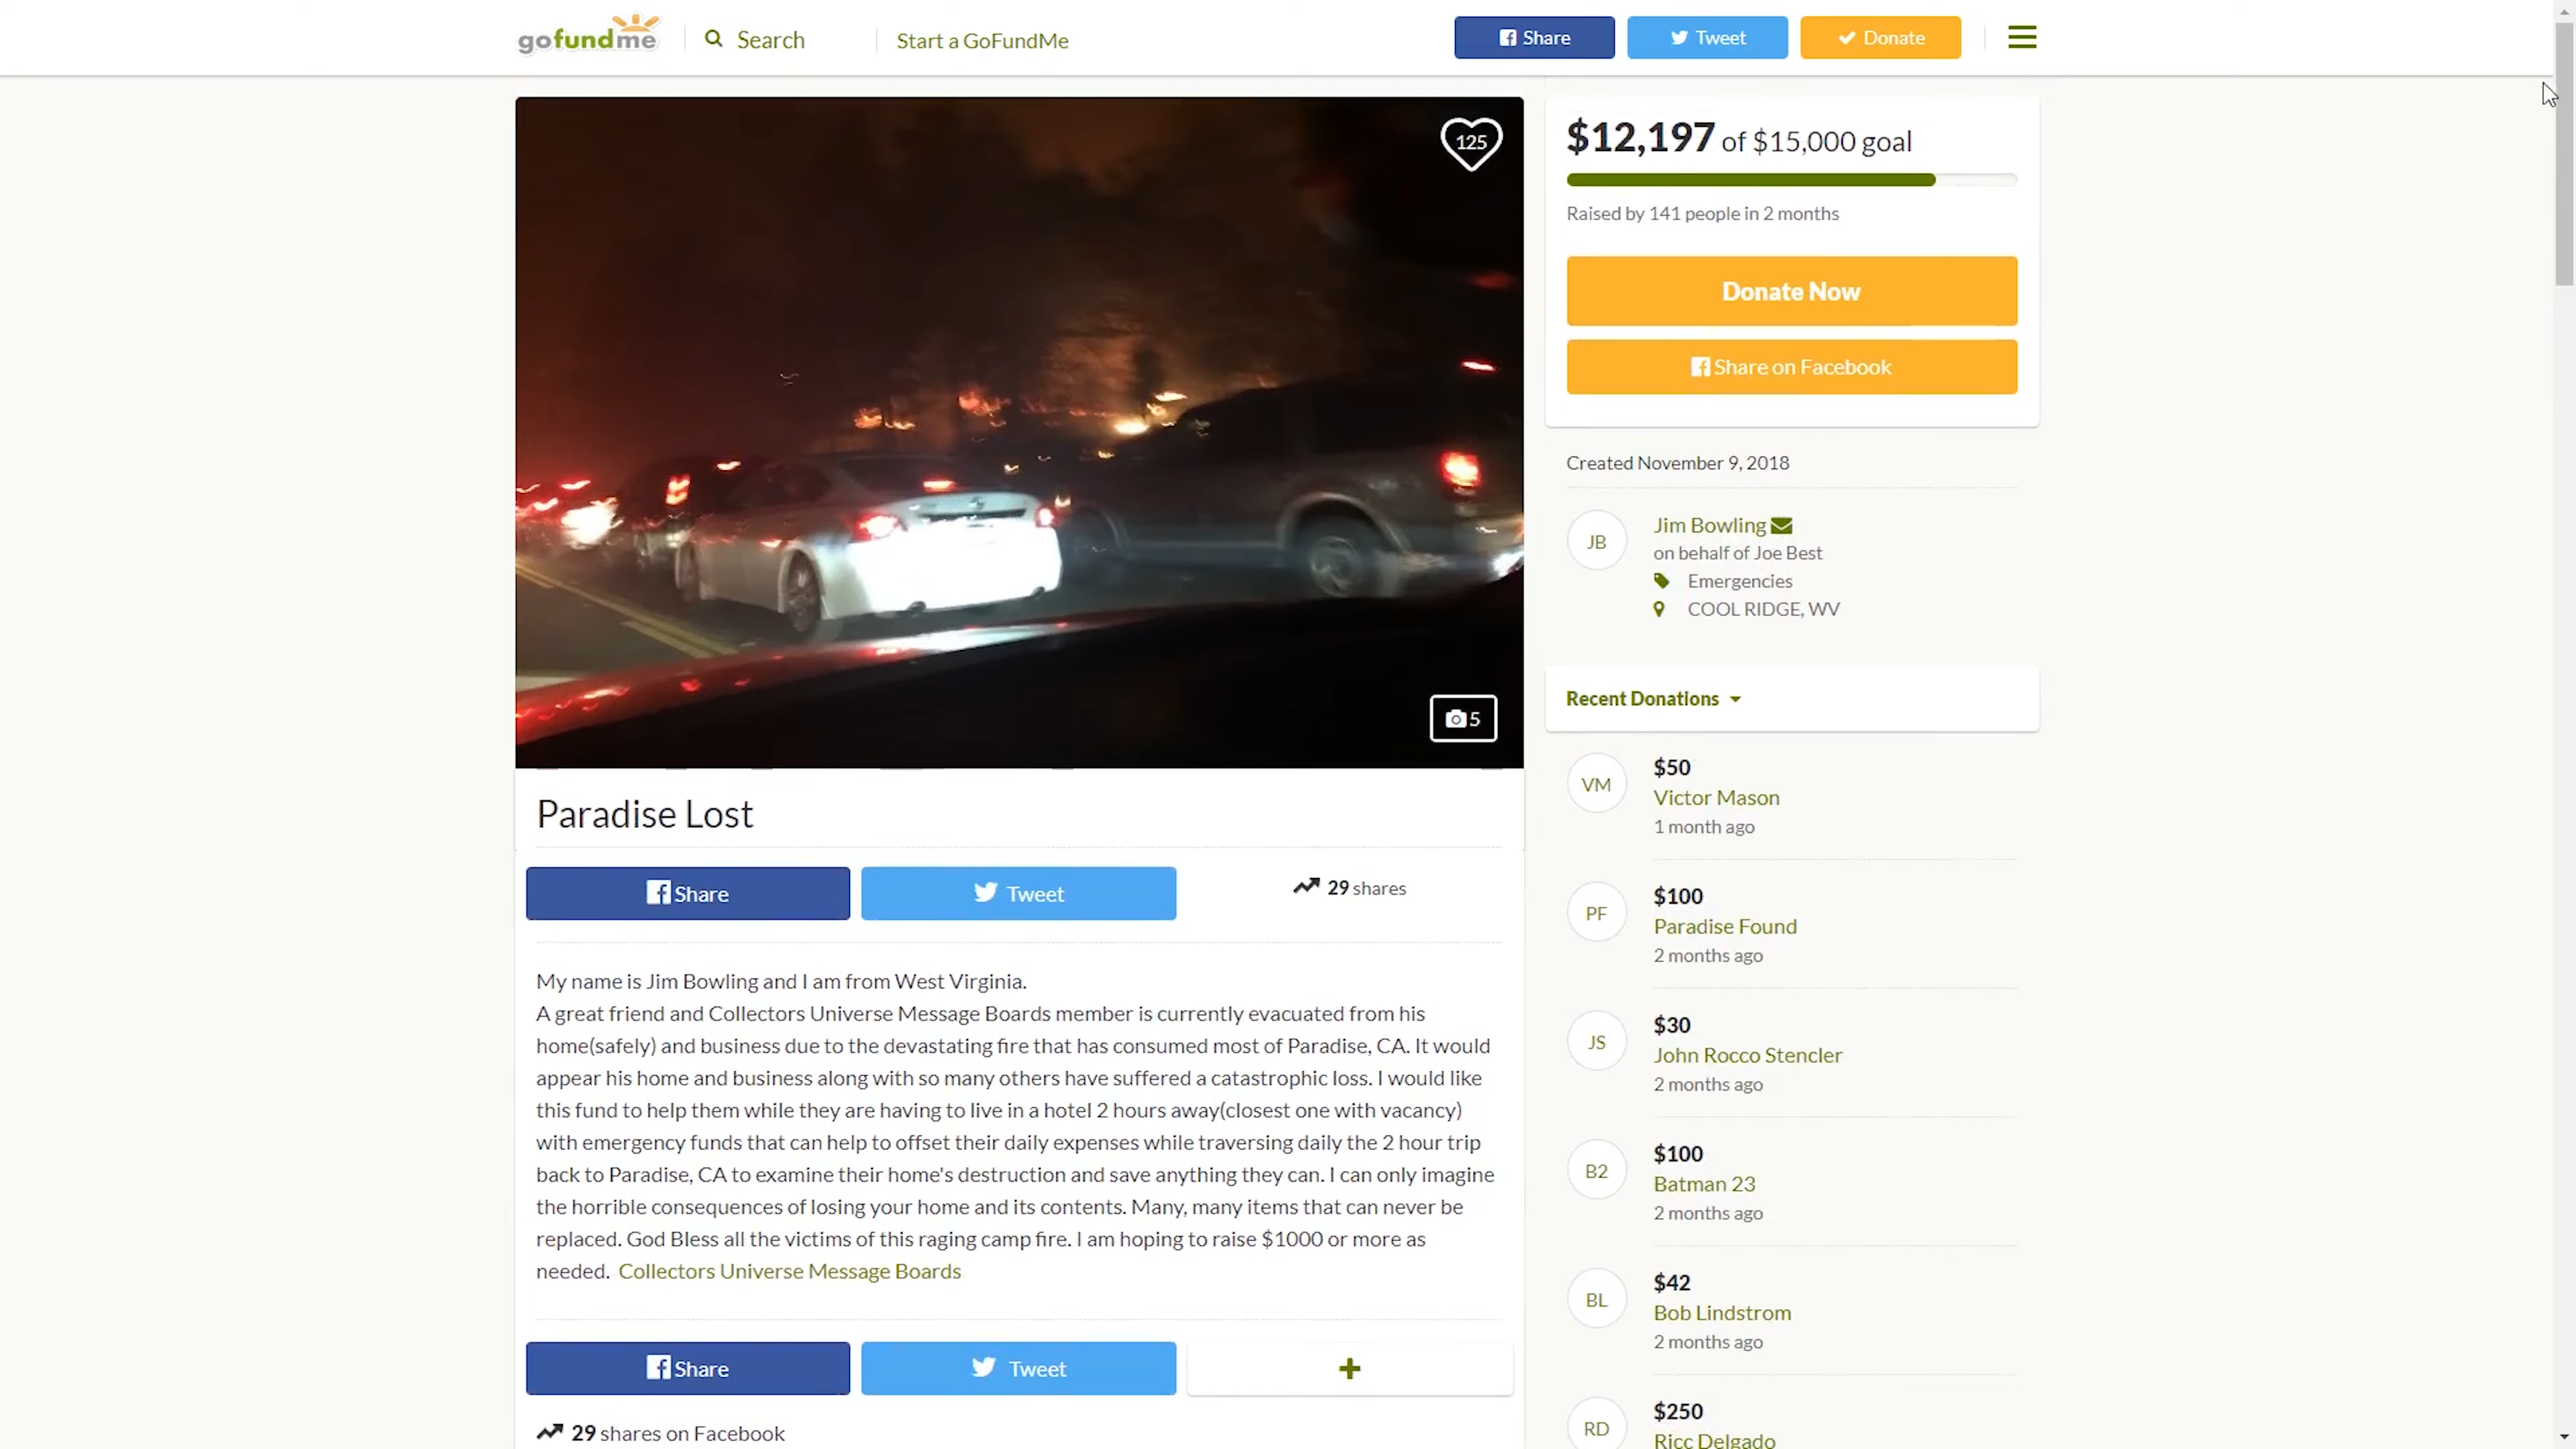 gofundme
Search
Start a GoFundMe
Share
Tweet
Donate
125
5
Paradise Lost
Share
Tweet
29 shares
My name is Jim Bowling and I am from West Virginia.
A great friend and Collectors Universe Message Boards member is currently evacuated from his
home(safely) and business due to the devastating fire that has consumed most of Paradise, CA. It would
appear his home and business along with so many others have suffered a catastrophic loss. I would like
this fund to help them while they are having to live in a hotel 2 hours away(closest one with vacancy)
with emergency funds that can help to offset their daily expenses while traversing daily the 2 hour trip
back to Paradise, CA to examine their home's destruction and save anything they can. I can only imagine
the horrible consequences of losing your home and its contents. Many, many items that can never be
replaced. God Bless all the victims of this raging camp fire. I am hoping to raise $1000 or more as
needed. Collectors Universe Message Boards
Share
Tweet
29 shares on Facebook
$12,197 of $15,000 goal
Raised by 141 people in 2 months
Donate Now
Share on Facebook
Created November 9, 2018
JB
Jim Bowling
on behalf of Joe Best
Emergencies
COOL RIDGE, WV
Recent Donations
VM
$50
Victor Mason
1 month ago
PF
$100
Paradise Found
2 months ago
JS
$30
John Rocco Stencler
2 months ago
B2
$100
Batman 23
2 months ago
BL
$42
Bob Lindstrom
2 months ago
RD
$250
Ricc Delgado